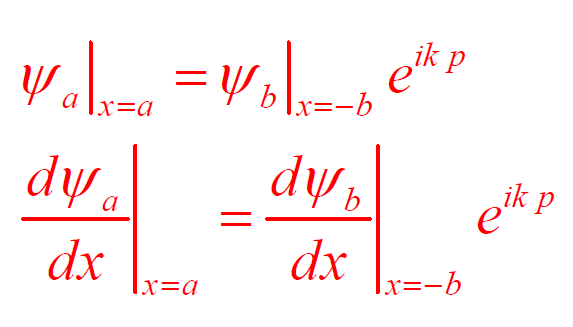 ψ_a|_{x=a} = ψ_b|_{x=-b} e^{ik p}
dψ_a/dx|_{x=a} = dψ_b/dx|_{x=-b} e^{ik p}